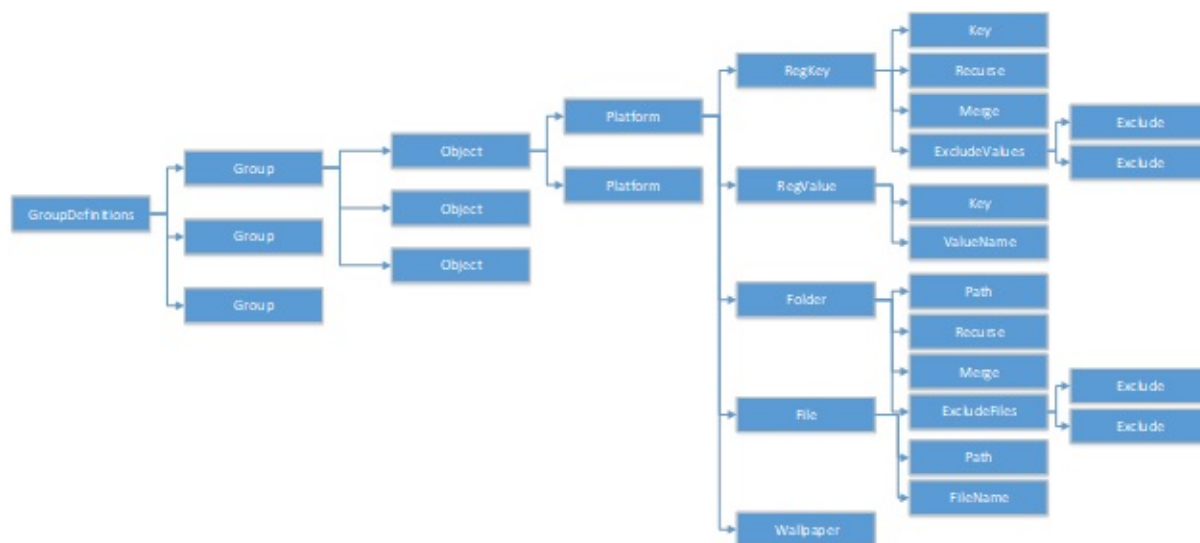 GroupDefinitions
Group
Group
Group
Object
Object
Object
Platform
Platform
RegKey
Key
Recurse
Merge
ExcludeValues
Exclude
Exclude
RegValue
Key
ValueName
Folder
Path
Recurse
Merge
ExcludeFiles
Exclude
Exclude
File
Path
FileName
Wallpaper